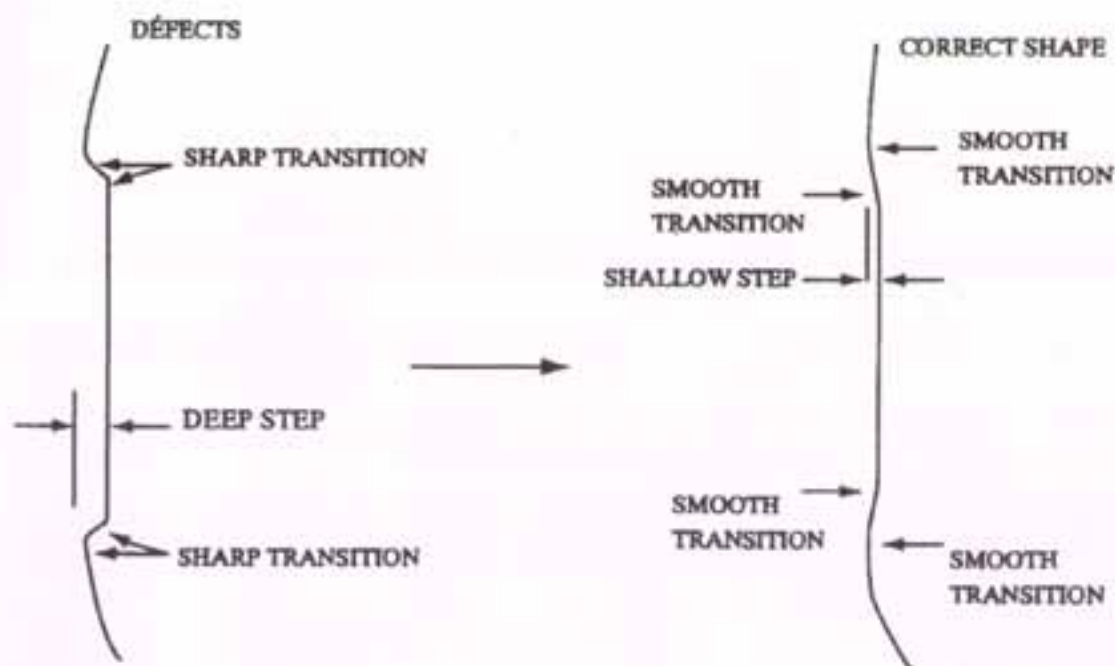 DÉFECTS
SHARP TRANSITION
DEEP STEP
SHARP TRANSITION
CORRECT SHAPE
SMOOTH
TRANSITION
SMOOTH
TRANSITION
SHALLOW STEP
SMOOTH
TRANSITION
SMOOTH
TRANSITION